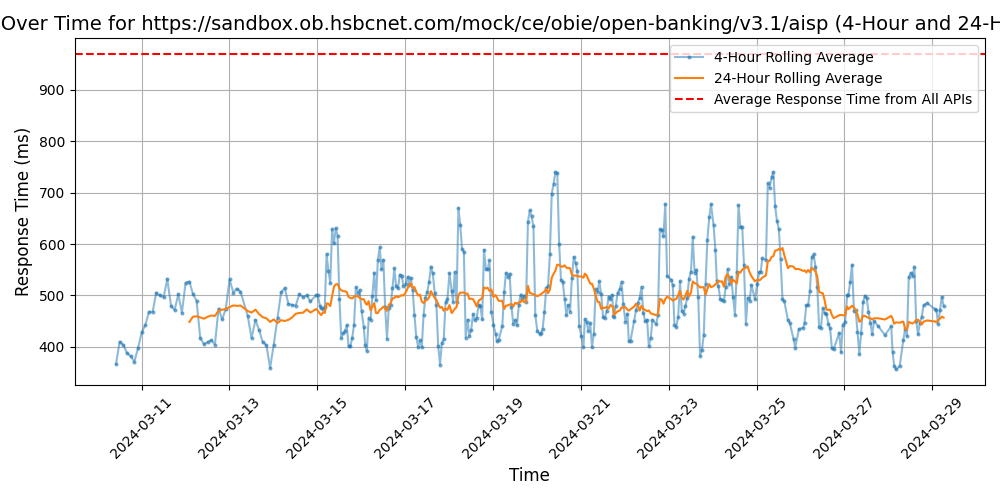 Over Time for https://sandbox.ob.hsbcnet.com/mock/ce/obie/open-banking/v3.1/aisp (4-Hour and 24-H
4-Hour Rolling Average
24-Hour Rolling Average
Average Response Time from All APIs
Response Time (ms)
900
800
700
600
500
400
2024-03-11
2024-03-13
2024-03-15
2024-03-17
2024-03-19
2024-03-21
2024-03-23
2024-03-25
2024-03-27
2024-03-29
Time